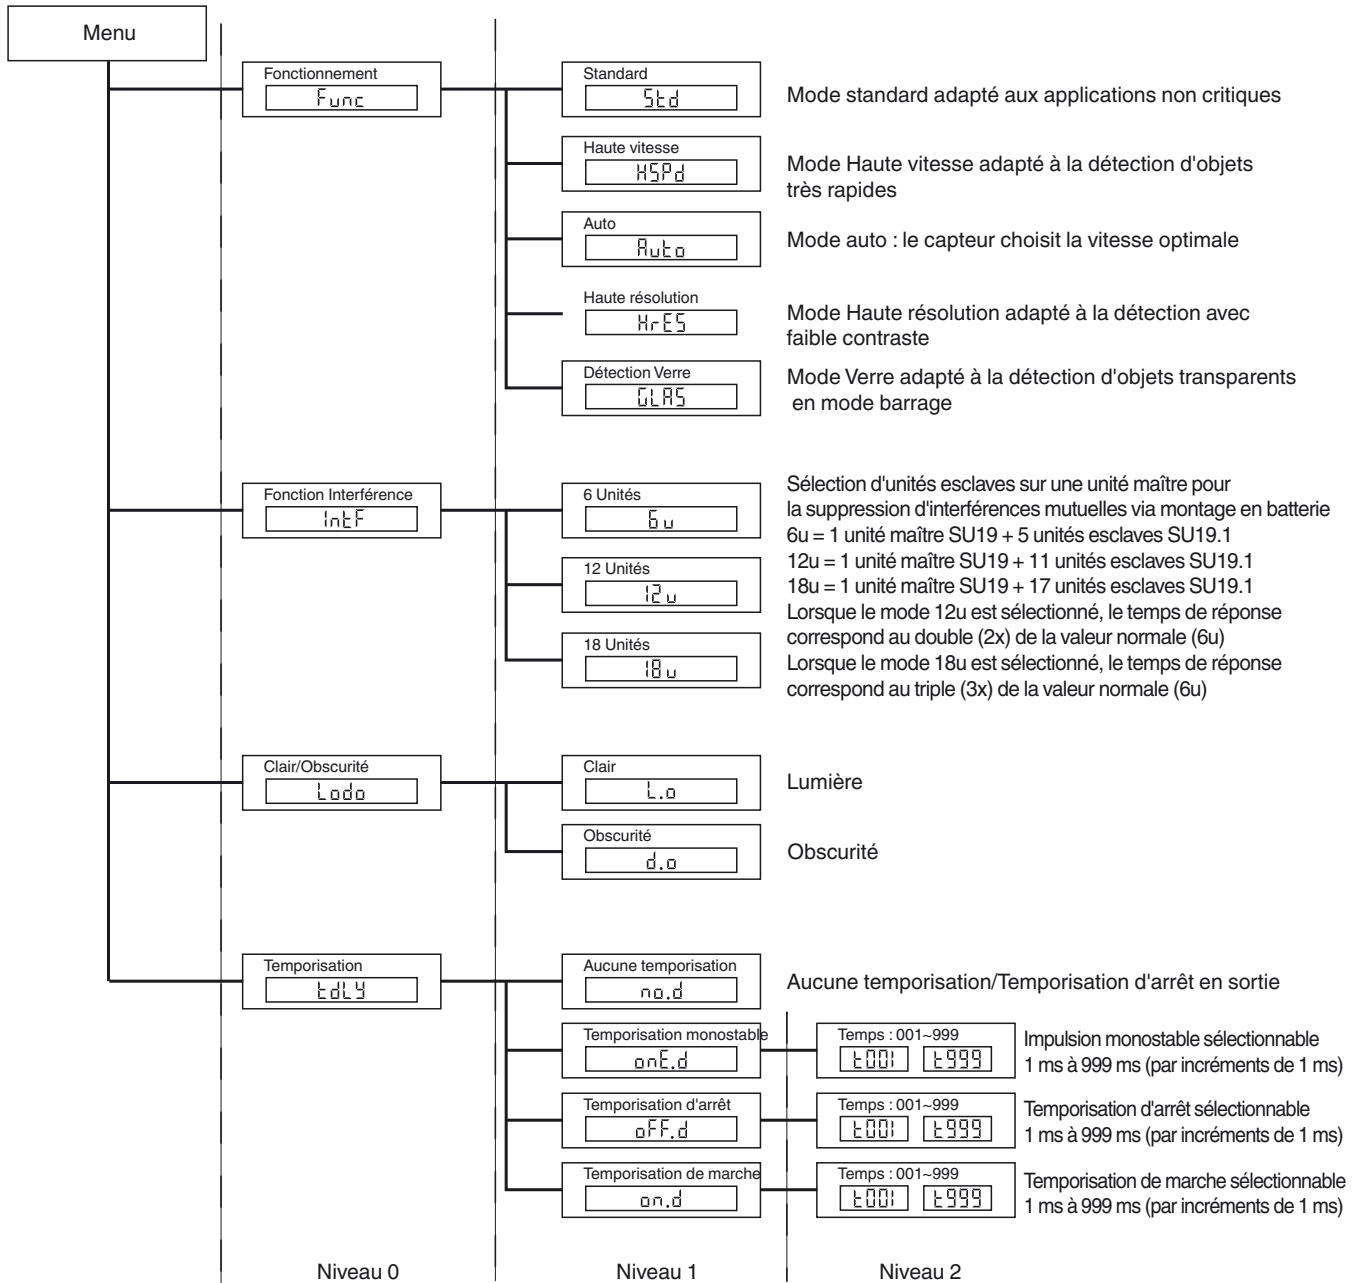 Menu
Fonctionnement
Func
Standard
Std
Mode standard adapté aux applications non critiques
Haute vitesse
HSPd
Mode Haute vitesse adapté à la détection d'objets
très rapides
Auto
Auto
Mode auto : le capteur choisit la vitesse optimale
Haute résolution
HrES
Mode Haute résolution adapté à la détection avec
faible contraste
Détection Verre
GLAS
Mode Verre adapté à la détection d'objets transparents
en mode barrage
Fonction Interférence
IntF
6 Unités
6u
12 Unités
12u
18 Unités
18u
Sélection d'unités esclaves sur une unité maître pour
la suppression d'interférences mutuelles via montage en batterie
6u = 1 unité maître SU19 + 5 unités esclaves SU19.1
12u = 1 unité maître SU19 + 11 unités esclaves SU19.1
18u = 1 unité maître SU19 + 17 unités esclaves SU19.1
Lorsque le mode 12u est sélectionné, le temps de réponse
correspond au double (2x) de la valeur normale (6u)
Lorsque le mode 18u est sélectionné, le temps de réponse
correspond au triple (3x) de la valeur normale (6u)
Clair/Obscurité
Lodo
Clair
L.o
Lumière
Obscurité
d.o
Obscurité
Temporisation
tdLY
Aucune temporisation
no.d
Aucune temporisation/Temporisation d'arrêt en sortie
Temporisation monostable
onE.d
Temps : 001~999
t001 t999
Impulsion monostable sélectionnable
1 ms à 999 ms (par incréments de 1 ms)
Temporisation d'arrêt
oFF.d
Temps : 001~999
t001 t999
Temporisation d'arrêt sélectionnable
1 ms à 999 ms (par incréments de 1 ms)
Temporisation de marche
on.d
Temps : 001~999
t001 t999
Temporisation de marche sélectionnable
1 ms à 999 ms (par incréments de 1 ms)
Niveau 0
Niveau 1
Niveau 2